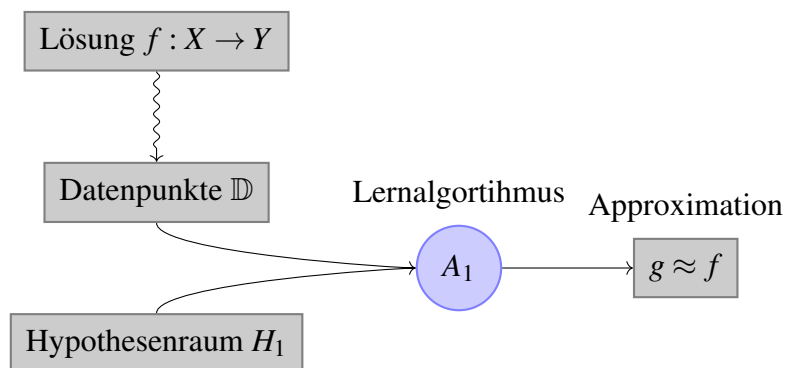 Lösung f : X → Y
Datenpunkte 𝔻
Lernalgortihmus
Approximation
A₁
g ≈ f
Hypothesenraum H₁